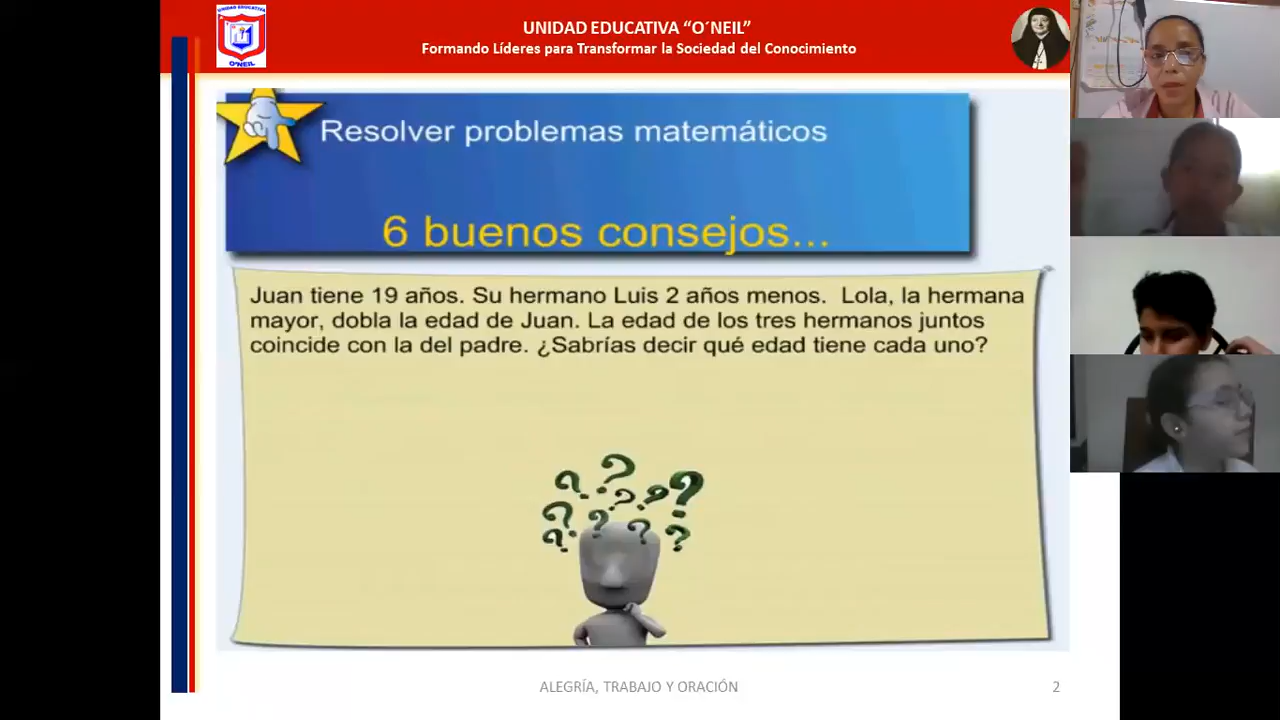 UNIDAD EDUCATIVA
O'NEIL
UNIDAD EDUCATIVA “O´NEIL”
Formando Líderes para Transformar la Sociedad del Conocimiento
Resolver problemas matemáticos
6 buenos consejos...
Juan tiene 19 años. Su hermano Luis 2 años menos. Lola, la hermana
mayor, dobla la edad de Juan. La edad de los tres hermanos juntos
coincide con la del padre. ¿Sabrías decir qué edad tiene cada uno?
ALEGRÍA, TRABAJO Y ORACIÓN
2